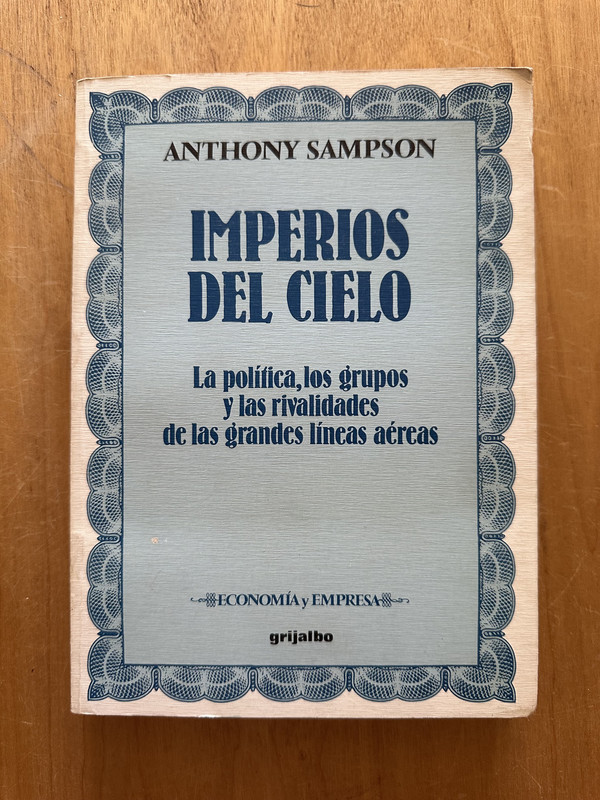 ANTHONY SAMPSON
IMPERIOS
DEL CIELO
La política, los grupos
y las rivalidades
de las grandes líneas aéreas
ECONOMÍA y EMPRESA
grijalbo